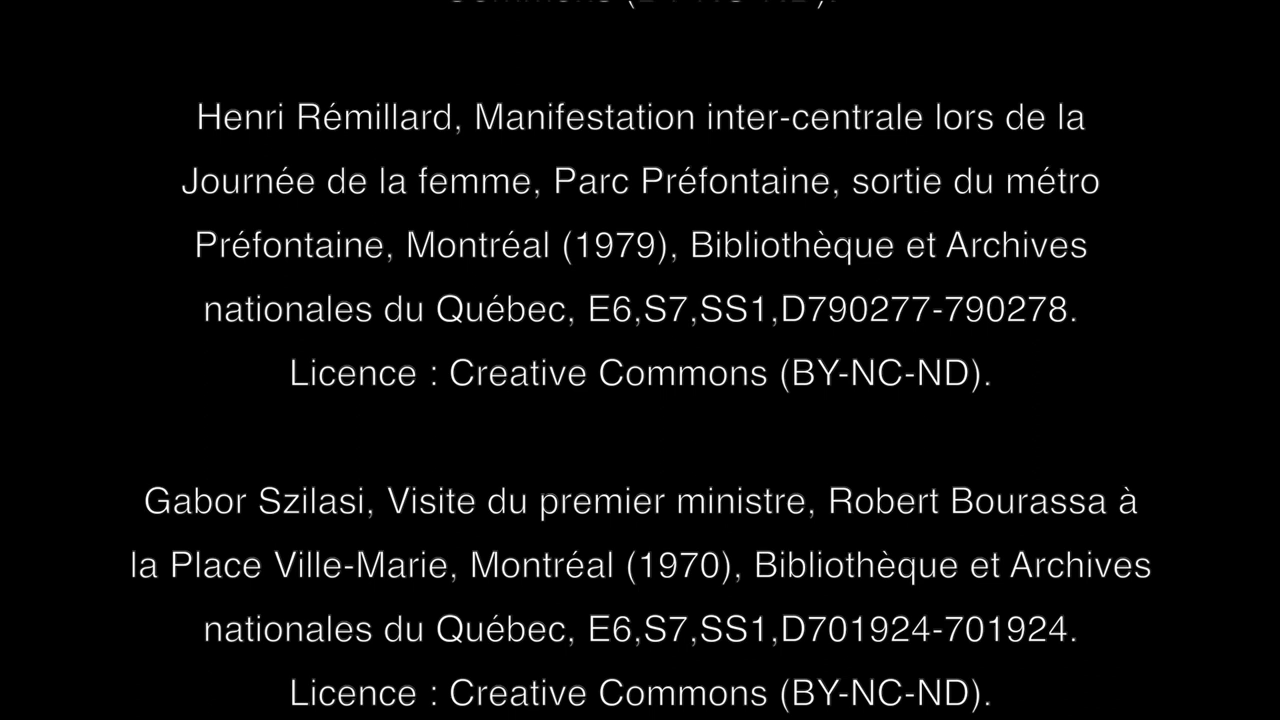 Henri Rémillard, Manifestation inter-centrale lors de la
Journée de la femme, Parc Préfontaine, sortie du métro
Préfontaine, Montréal (1979), Bibliothèque et Archives
nationales du Québec, E6,S7,SS1,D790277-790278.
Licence : Creative Commons (BY-NC-ND).
Gabor Szilasi, Visite du premier ministre, Robert Bourassa à
la Place Ville-Marie, Montréal (1970), Bibliothèque et Archives
nationales du Québec, E6,S7,SS1,D701924-701924.
Licence : Creative Commons (BY-NC-ND).